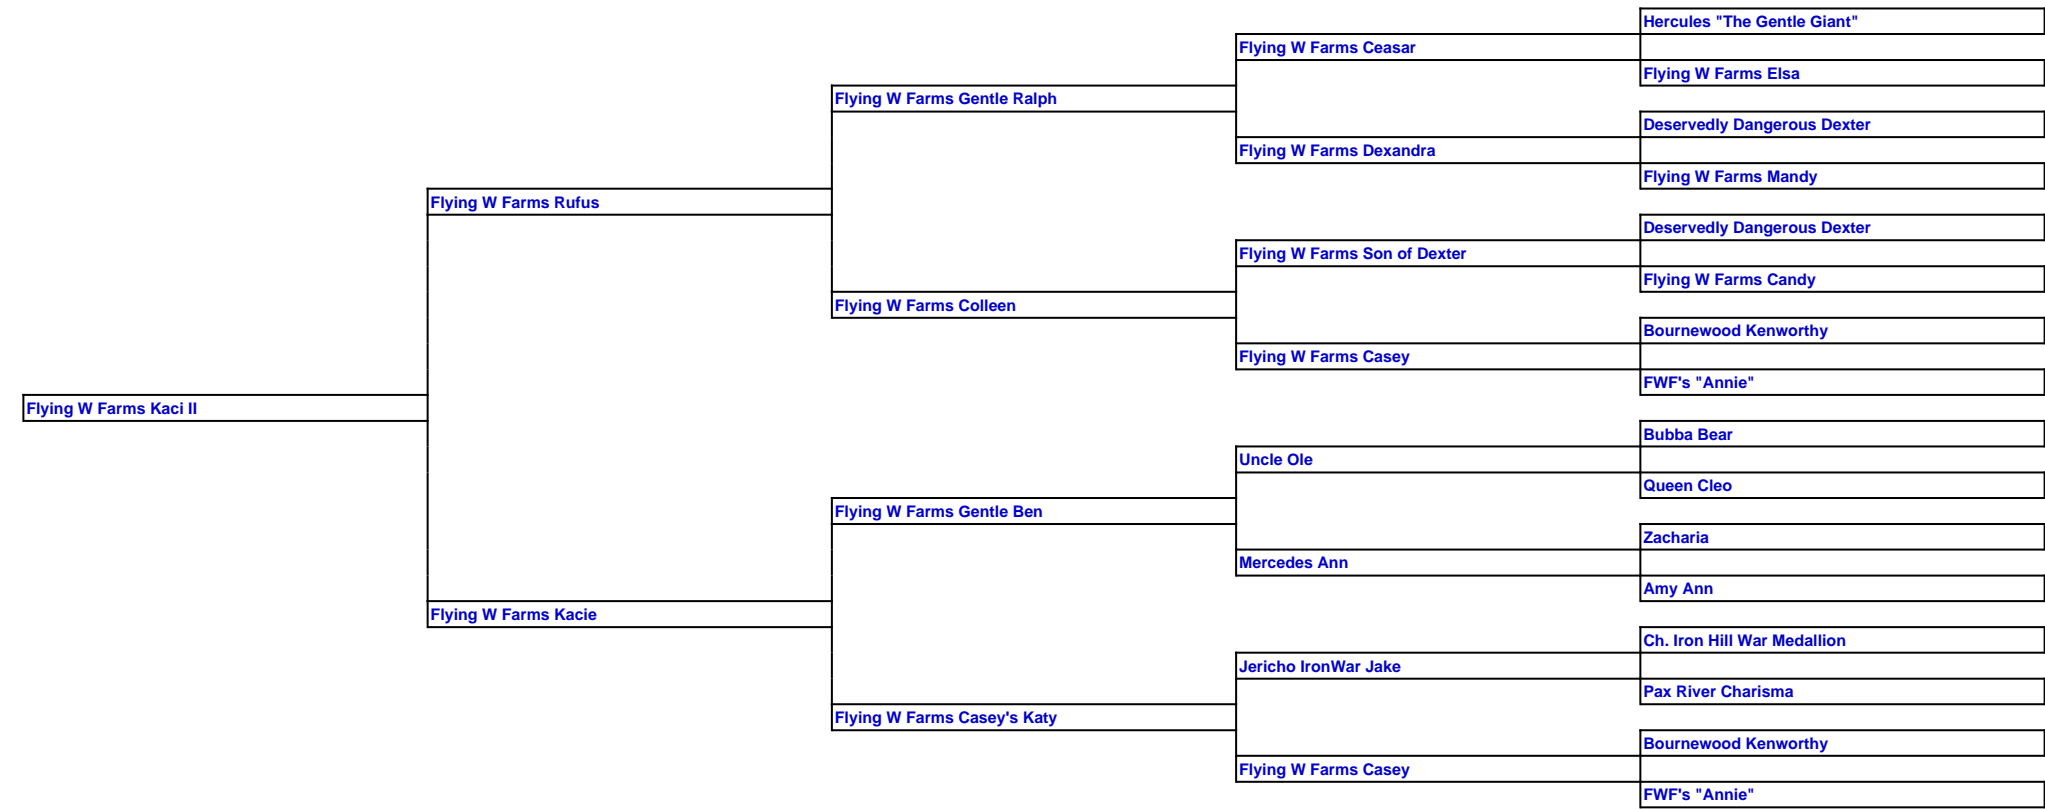 Hercules "The Gentle Giant"
Flying W Farms Ceasar
Flying W Farms Elsa
Flying W Farms Gentle Ralph
Deservedly Dangerous Dexter
Flying W Farms Dexandra
Flying W Farms Mandy
Flying W Farms Rufus
Deservedly Dangerous Dexter
Flying W Farms Son of Dexter
Flying W Farms Candy
Flying W Farms Colleen
Bournewood Kenworthy
Flying W Farms Casey
FWF's "Annie"
Flying W Farms Kaci II
Bubba Bear
Uncle Ole
Queen Cleo
Flying W Farms Gentle Ben
Zacharia
Mercedes Ann
Amy Ann
Flying W Farms Kacie
Ch. Iron Hill War Medallion
Jericho IronWar Jake
Pax River Charisma
Flying W Farms Casey's Katy
Bournewood Kenworthy
Flying W Farms Casey
FWF's "Annie"